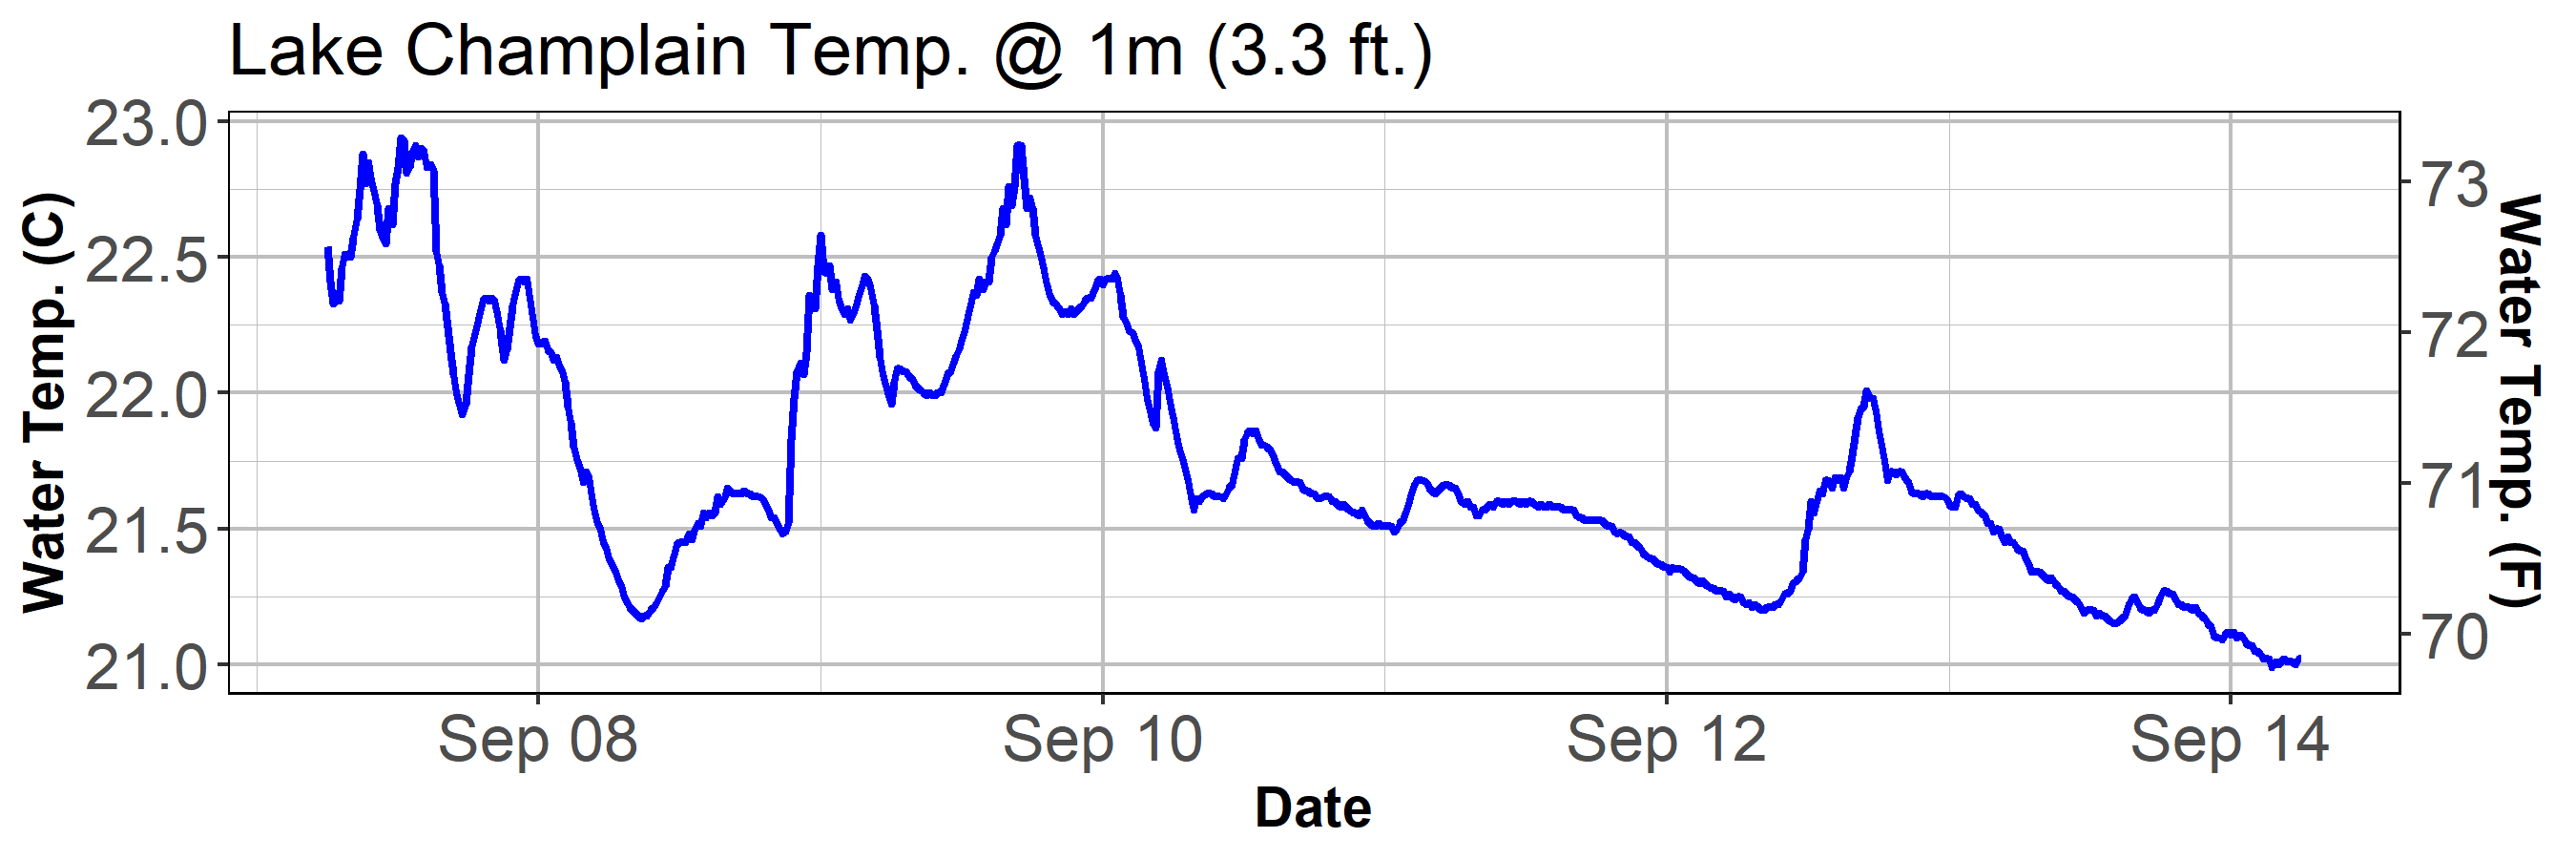 Lake Champlain Temp. @ 1m (3.3 ft.)
Water Temp. (C)
23.0
22.5
22.0
21.5
21.0
73
72
71
70
Water Temp. (F)
Sep 08 Sep 10 Sep 12 Sep 14
Date